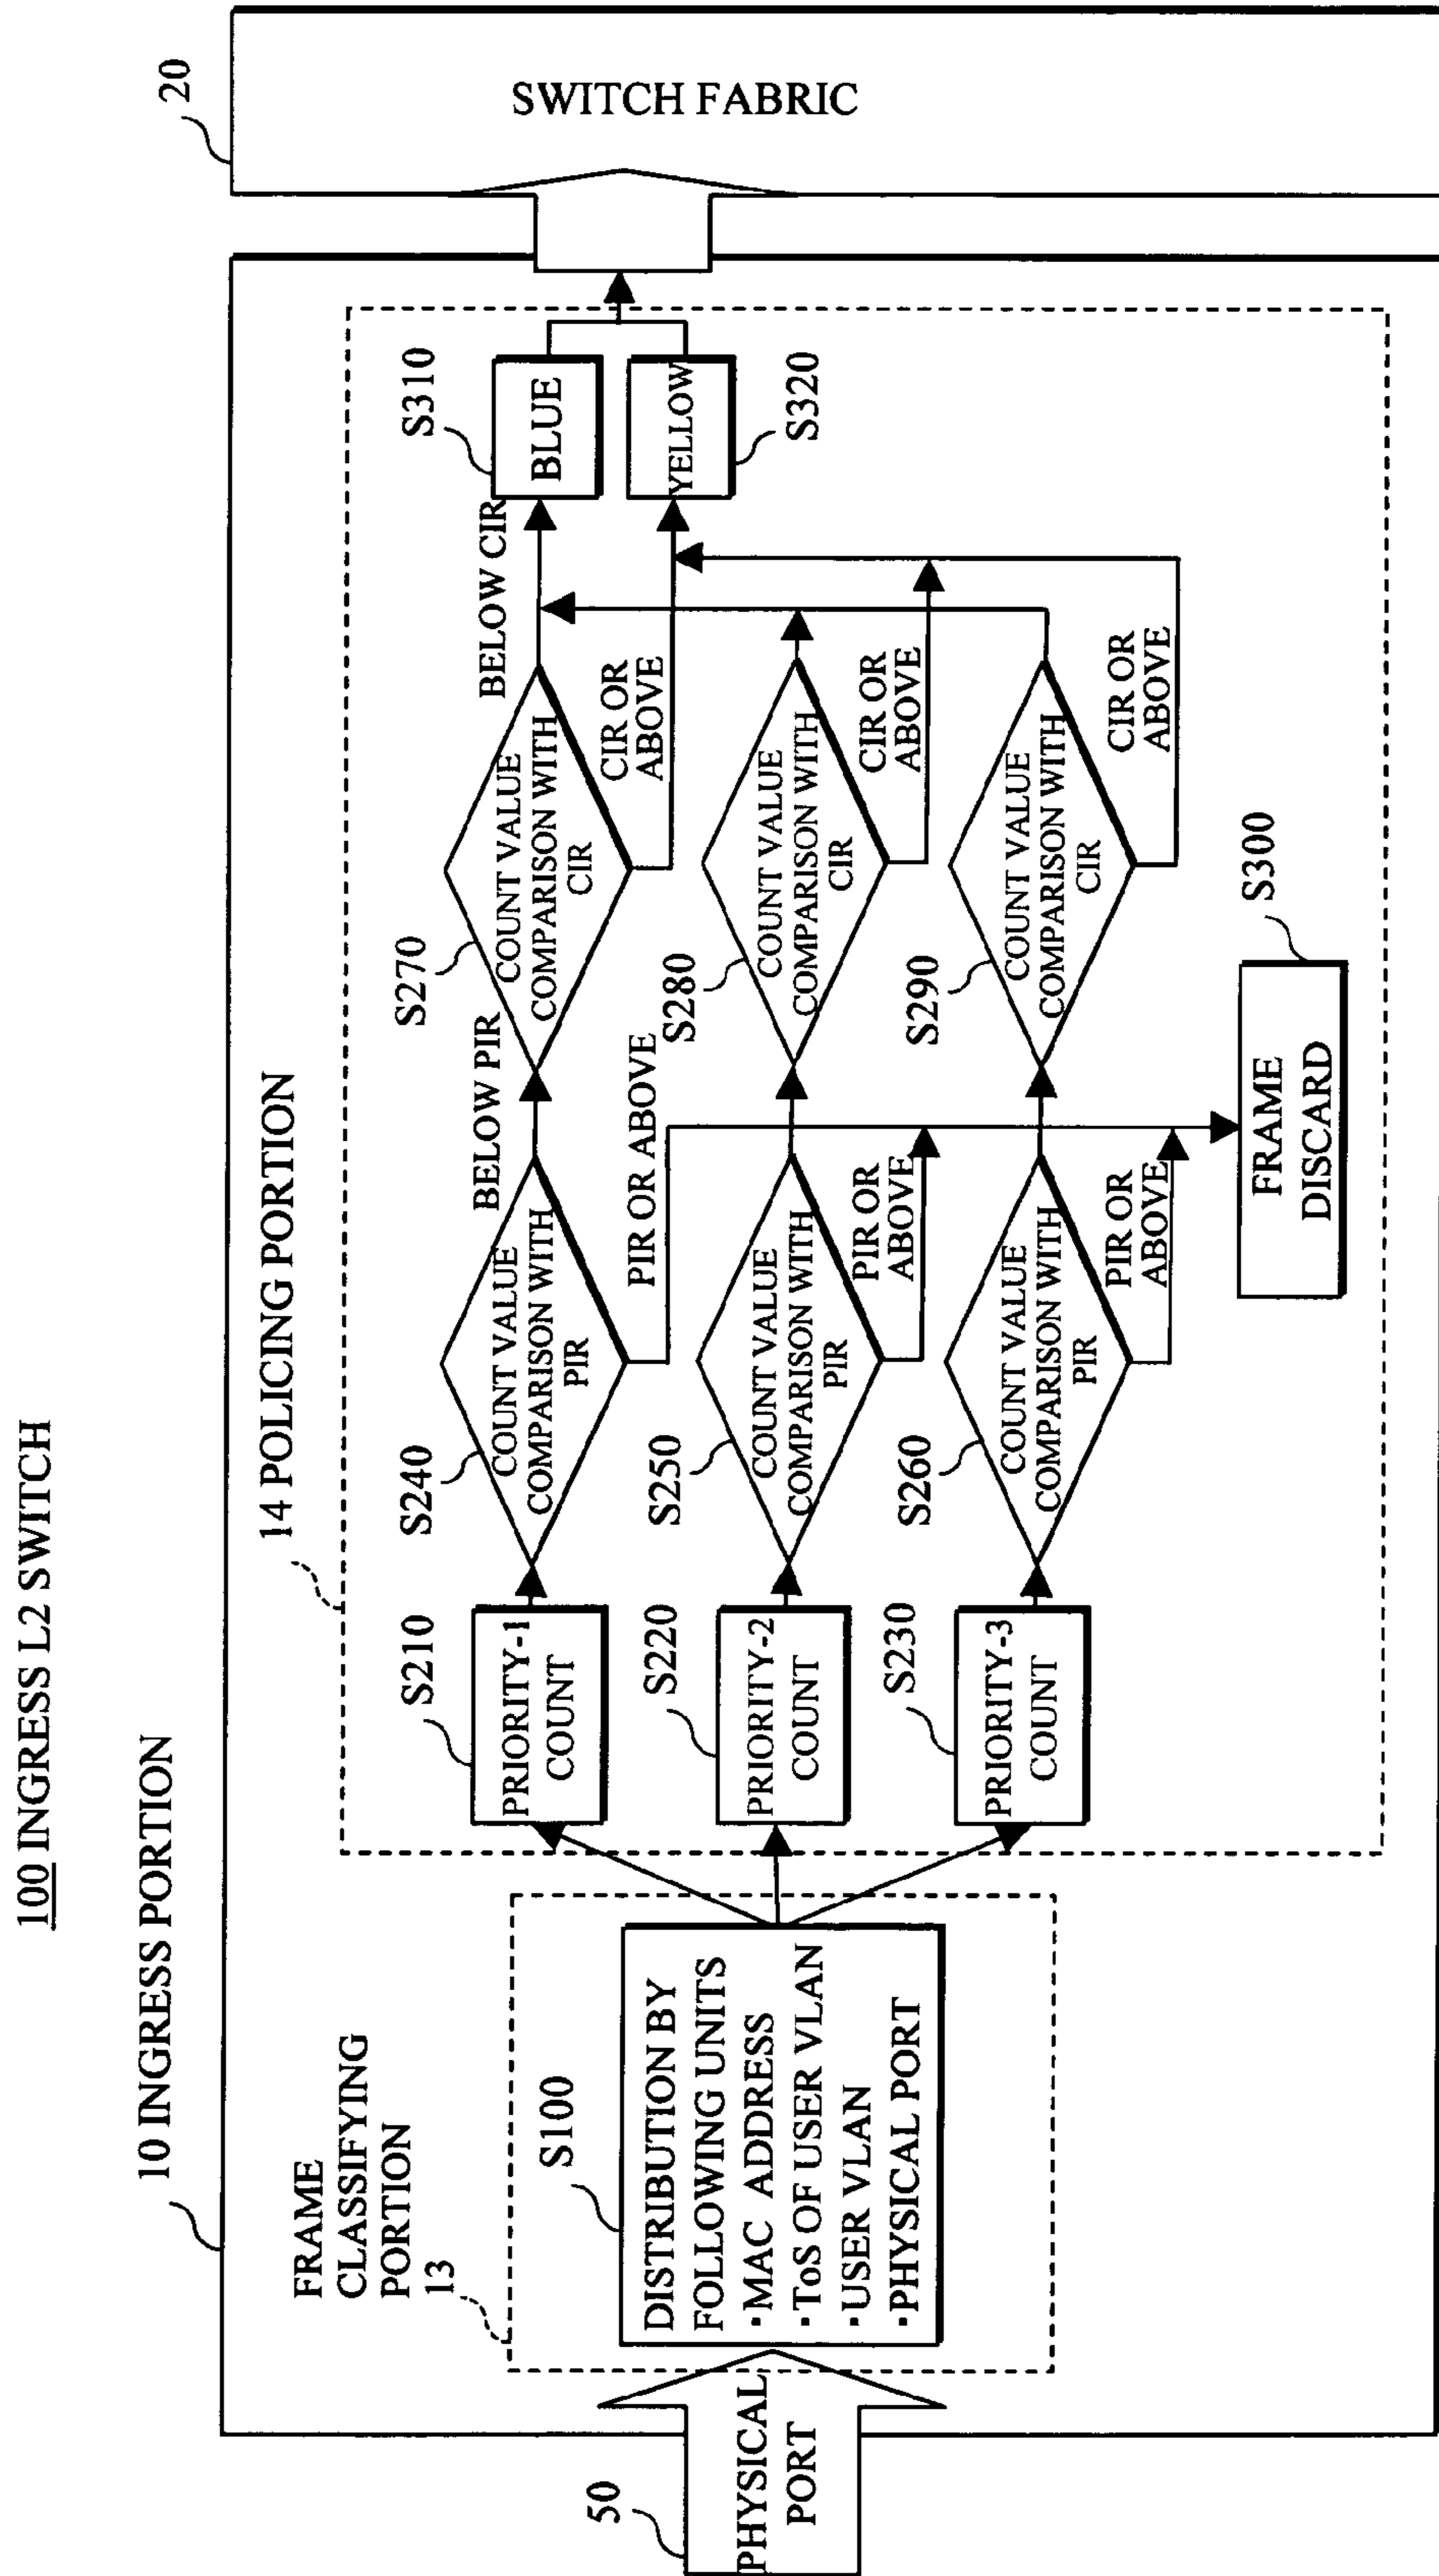 100 INGRESS L2 SWITCH
10 INGRESS PORTION
20
SWITCH FABRIC
14 POLICING PORTION
FRAME
CLASSIFYING
PORTION
13
50
PHYSICAL
PORT
S100
DISTRIBUTION BY
FOLLOWING UNITS
·MAC ADDRESS
·ToS OF USER VLAN
·USER VLAN
·PHYSICAL PORT
S210
PRIORITY-1
COUNT
S220
PRIORITY-2
COUNT
S230
PRIORITY-3
COUNT
S240
COUNT VALUE
COMPARISON WITH
PIR
BELOW PIR
PIR OR ABOVE
S250
COUNT VALUE
COMPARISON WITH
PIR
PIR OR
ABOVE
S260
COUNT VALUE
COMPARISON WITH
PIR
PIR OR
ABOVE
S270
COUNT VALUE
COMPARISON WITH
CIR
BELOW CIR
CIR OR
ABOVE
S280
COUNT VALUE
COMPARISON WITH
CIR
CIR OR
ABOVE
S290
COUNT VALUE
COMPARISON WITH
CIR
CIR OR
ABOVE
S300
FRAME
DISCARD
S310
BLUE
YELLOW
S320